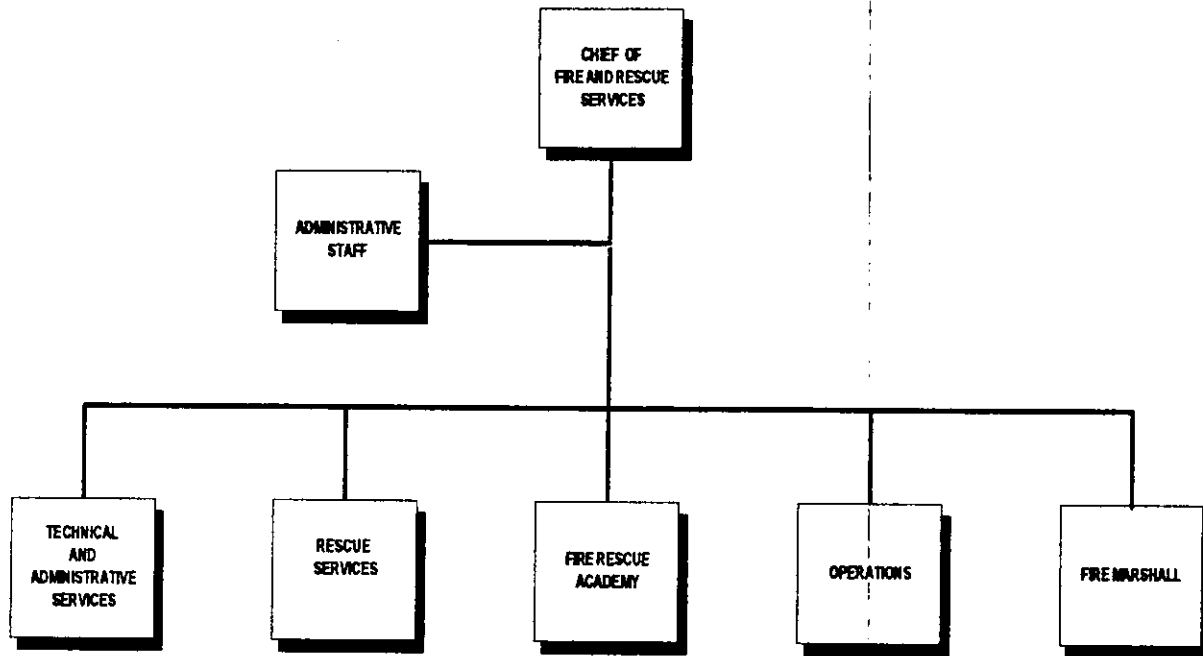 CHIEF OF
FIRE AND RESCUE
SERVICES
ADMINISTRATIVE
STAFF
TECHNICAL
AND
ADMINISTRATIVE
SERVICES
RESCUE
SERVICES
FIRE RESCUE
ACADEMY
OPERATIONS
FIRE MARSHALL